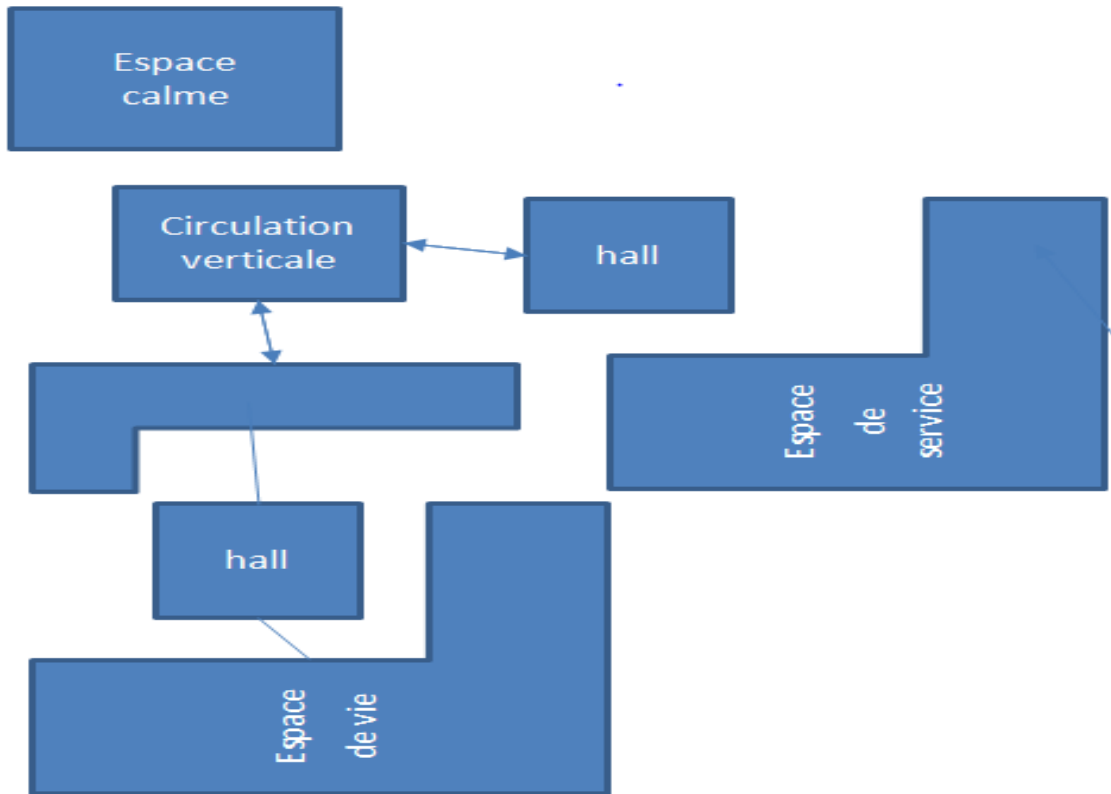 Espace
calme
Circulation
verticale
hall
Espace
de
service
hall
Espace
de vie